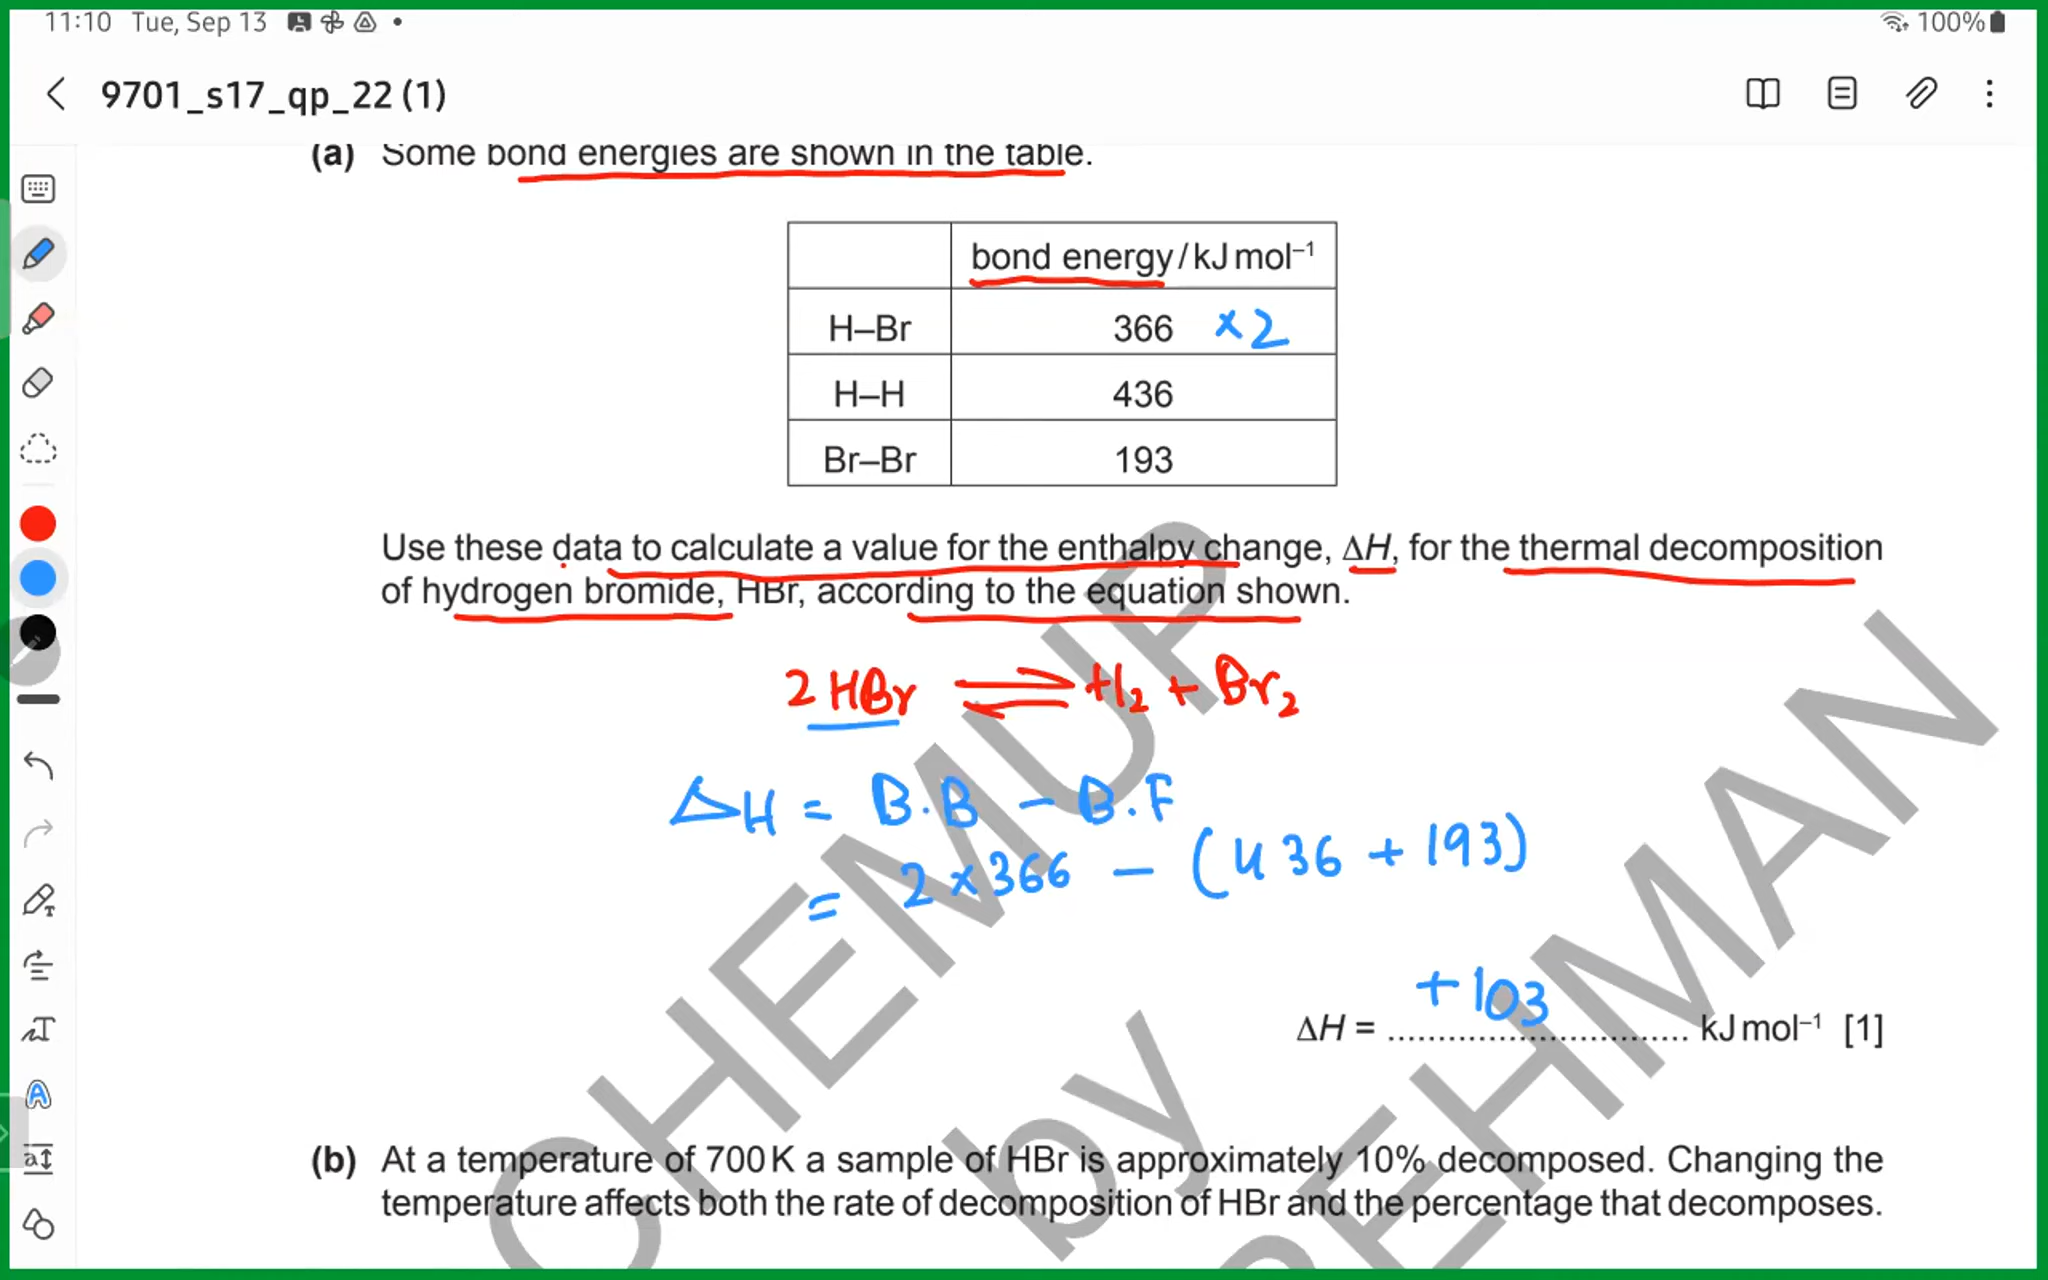 11:10 Tue, Sep 13
100%
9701_s17_qp_22 (1)
(a) Some bond energies are shown in the table.
bond energy / kJ mol⁻¹
H–Br 366 ×2
H–H 436
Br–Br 193
Use these data to calculate a value for the enthalpy change, ΔH, for the thermal decomposition
of hydrogen bromide, HBr, according to the equation shown.
2 HBr ⇌ H₂ + Br₂
ΔH = B.B − B.F
= 2 × 366 − (436 + 193)
+103
ΔH = .............................. kJ mol⁻¹ [1]
(b) At a temperature of 700 K a sample of HBr is approximately 10% decomposed. Changing the
temperature affects both the rate of decomposition of HBr and the percentage that decomposes.
CHEMUP
by
REHMAN